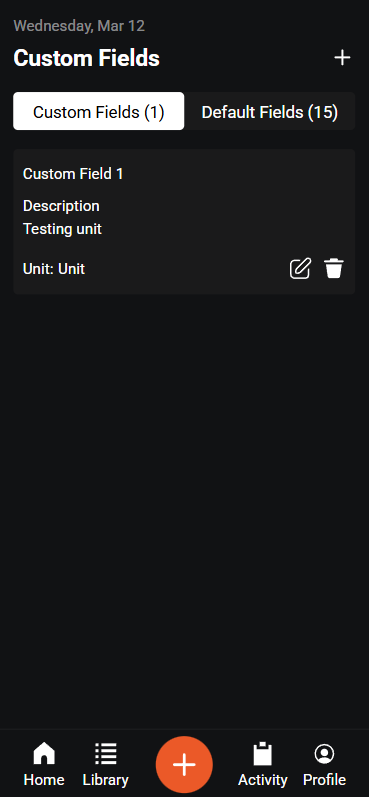 Wednesday, Mar 12
Custom Fields
Custom Fields (1)
Default Fields (15)
Custom Field 1
Description
Testing unit
Unit: Unit
Home
Library
Activity
Profile